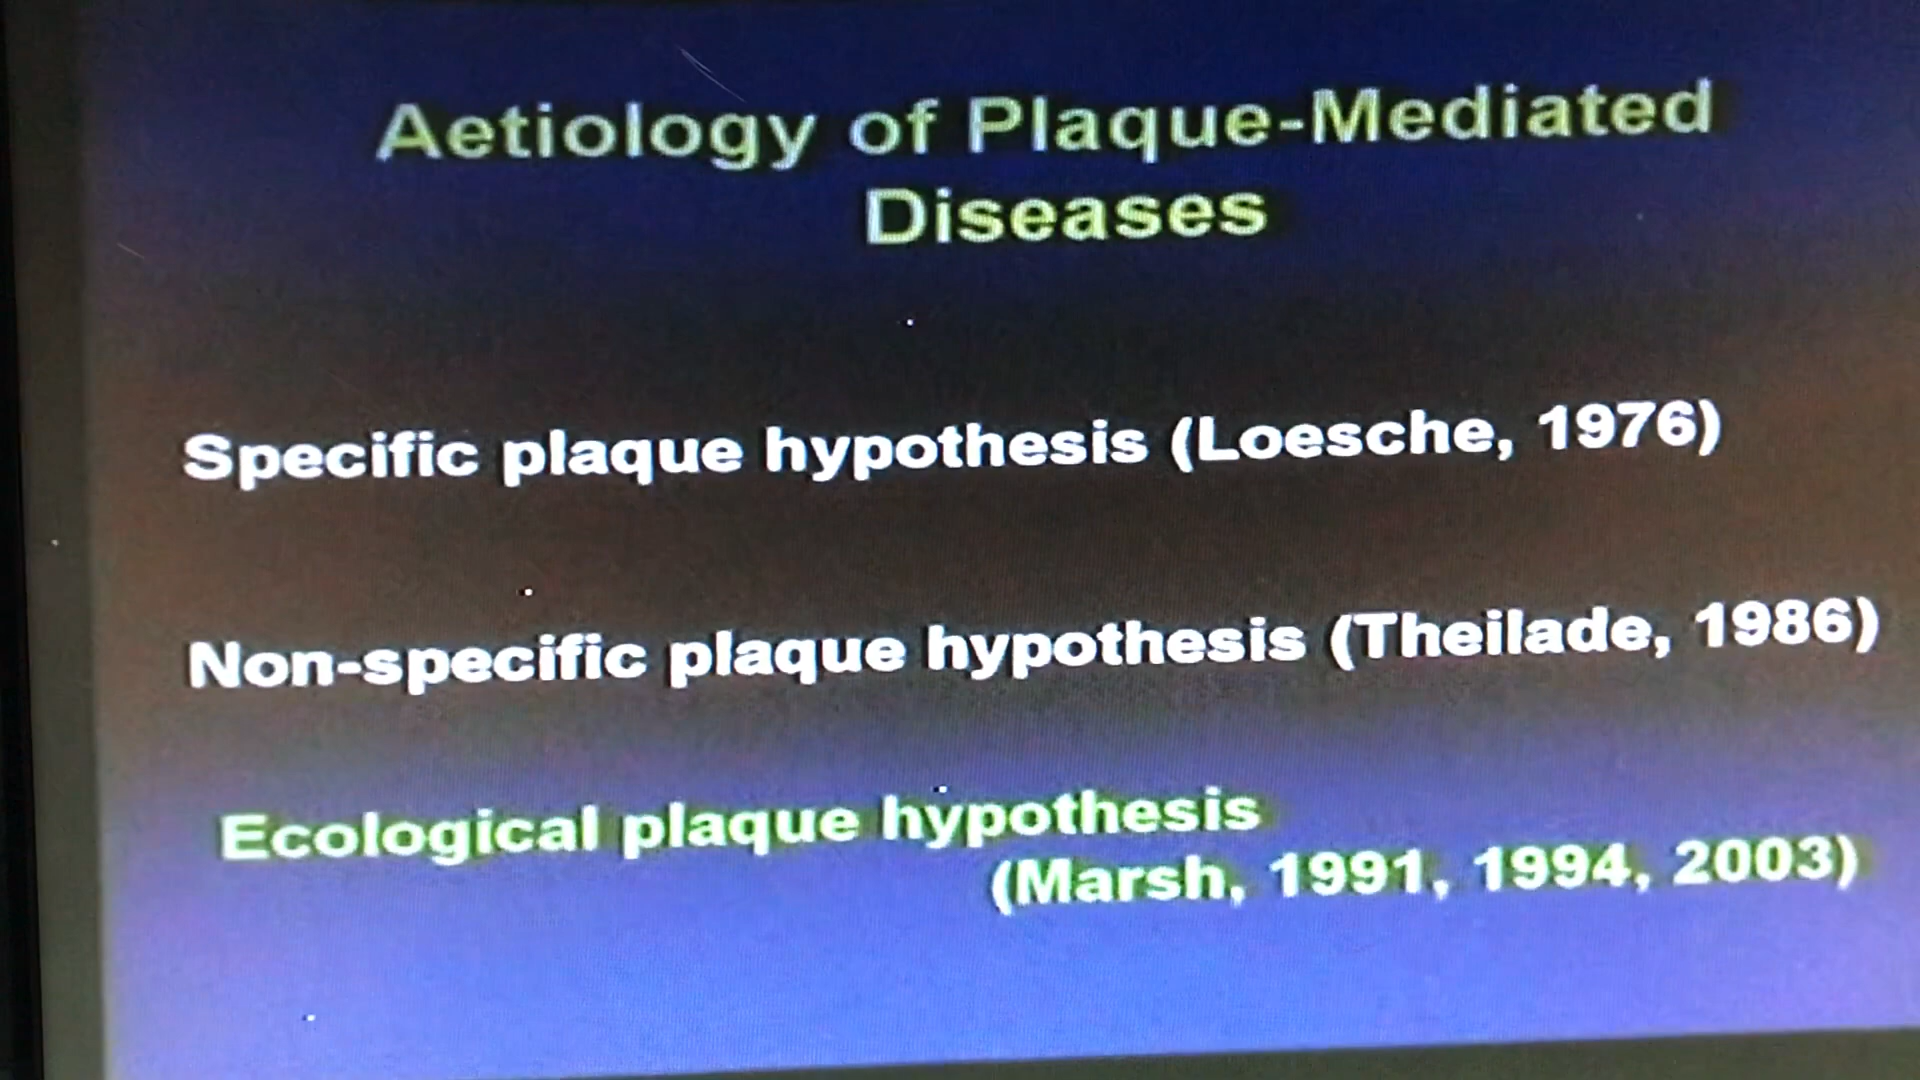 Aetiology of Plaque-Mediated
Diseases
Specific plaque hypothesis (Loesche, 1976)
Non-specific plaque hypothesis (Theilade, 1986)
Ecological plaque hypothesis
(Marsh, 1991, 1994, 2003)